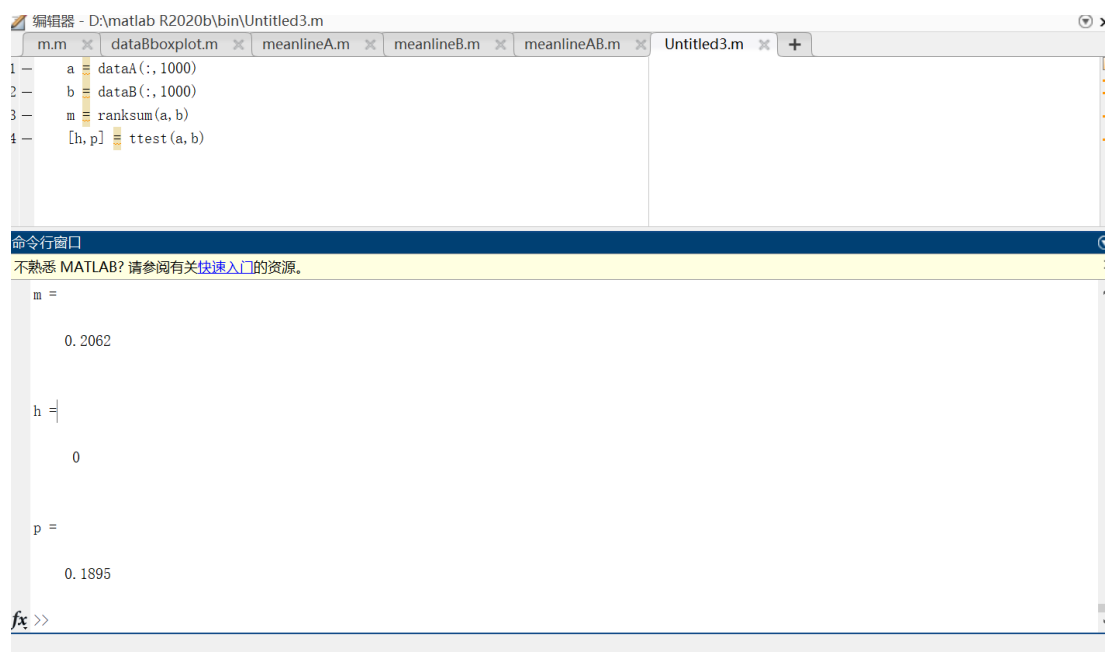 编辑器 - D:\matlab R2020b\bin\Untitled3.m
m.m dataBboxplot.m meanlineA.m meanlineB.m meanlineAB.m Untitled3.m +
1 — a = dataA(:,1000)
2 — b = dataB(:,1000)
3 — m = ranksum(a,b)
4 — [h,p] = ttest(a,b)
命令行窗口
不熟悉 MATLAB? 请参阅有关快速入门的资源。
m =
0.2062
h =
0
p =
0.1895
fx >>